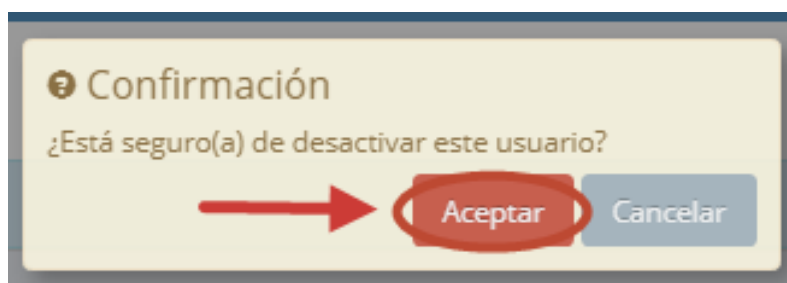 Confirmación
¿Está seguro(a) de desactivar este usuario?
Aceptar Cancelar